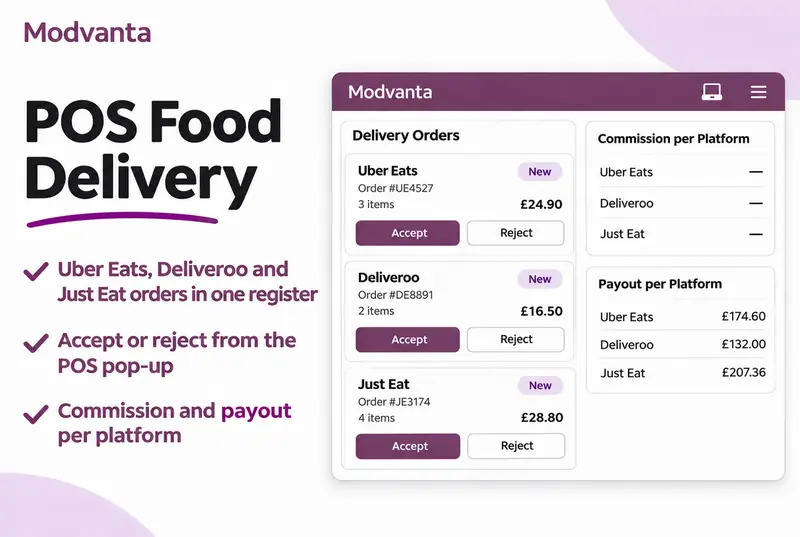 Modvanta
POS Food
Delivery
Uber Eats, Deliveroo and
Just Eat orders in one register
Accept or reject from the
POS pop-up
Commission and payout
per platform
Modvanta
Delivery Orders
Uber Eats
New
Order #UE4527
3 items
£24.90
Accept
Reject
Deliveroo
New
Order #DE8891
2 items
£16.50
Accept
Reject
Just Eat
New
Order #JE3174
4 items
£28.80
Accept
Reject
Commission per Platform
Uber Eats —
Deliveroo —
Just Eat —
Payout per Platform
Uber Eats £174.60
Deliveroo £132.00
Just Eat £207.36